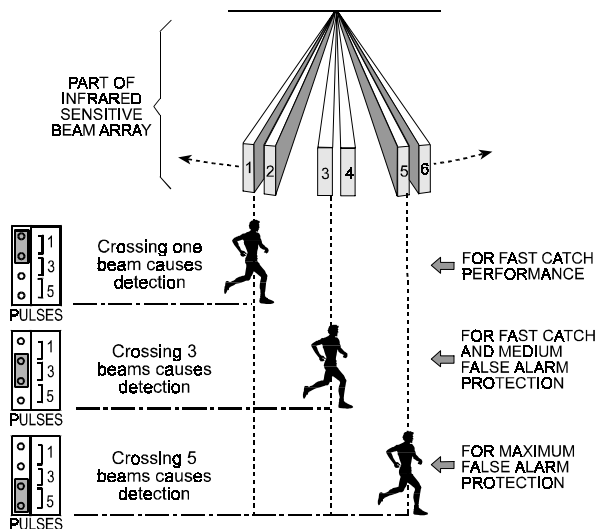 PART OF
INFRARED
SENSITIVE
BEAM ARRAY
1 2 3 4 5 6
1
3
5
PULSES
Crossing one
beam causes
detection
FOR FAST CATCH
PERFORMANCE
1
3
5
PULSES
Crossing 3
beams causes
detection
FOR FAST CATCH
AND MEDIUM
FALSE ALARM
PROTECTION
1
3
5
PULSES
Crossing 5
beams causes
detection
FOR MAXIMUM
FALSE ALARM
PROTECTION